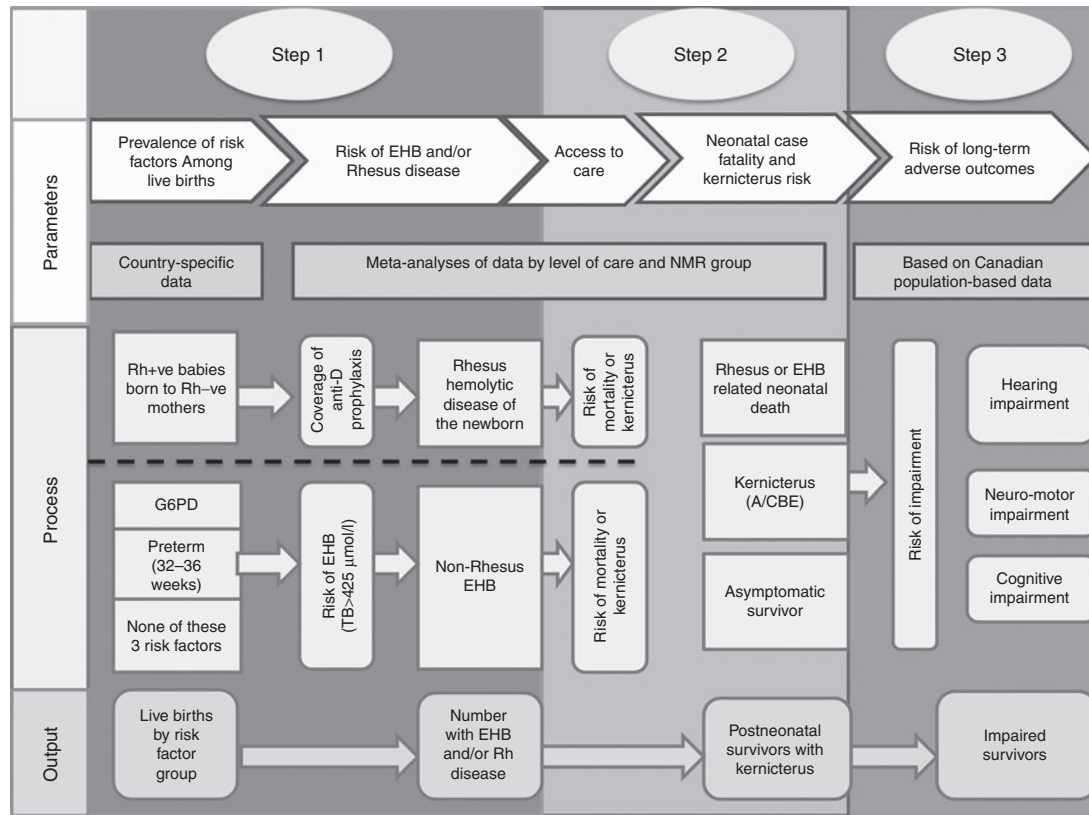 Step 1
Step 2
Step 3
Parameters
Prevalence of risk
factors Among
live births
Risk of EHB and/or
Rhesus disease
Access to
care
Neonatal case
fatality and
kernicterus risk
Risk of long-term
adverse outcomes
Country-specific
data
Meta-analyses of data by level of care and NMR group
Based on Canadian
population-based data
Process
Rh+ve babies
born to Rh–ve
mothers
Coverage of
anti-D
prophylaxis
Rhesus
hemolytic
disease of
the newborn
Risk of
mortality or
kernicterus
Rhesus or EHB
related neonatal
death
Kernicterus
(A/CBE)
Asymptomatic
survivor
Risk of impairment
Hearing
impairment
Neuro-motor
impairment
Cognitive
impairment
G6PD
Preterm
(32–36
weeks)
None of these
3 risk factors
Risk of EHB
(TB>425 μmol/l)
Non-Rhesus
EHB
Risk of mortality or
kernicterus
Output
Live births
by risk
factor
group
Number
with EHB
and/or Rh
disease
Postneonatal
survivors with
kernicterus
Impaired
survivors